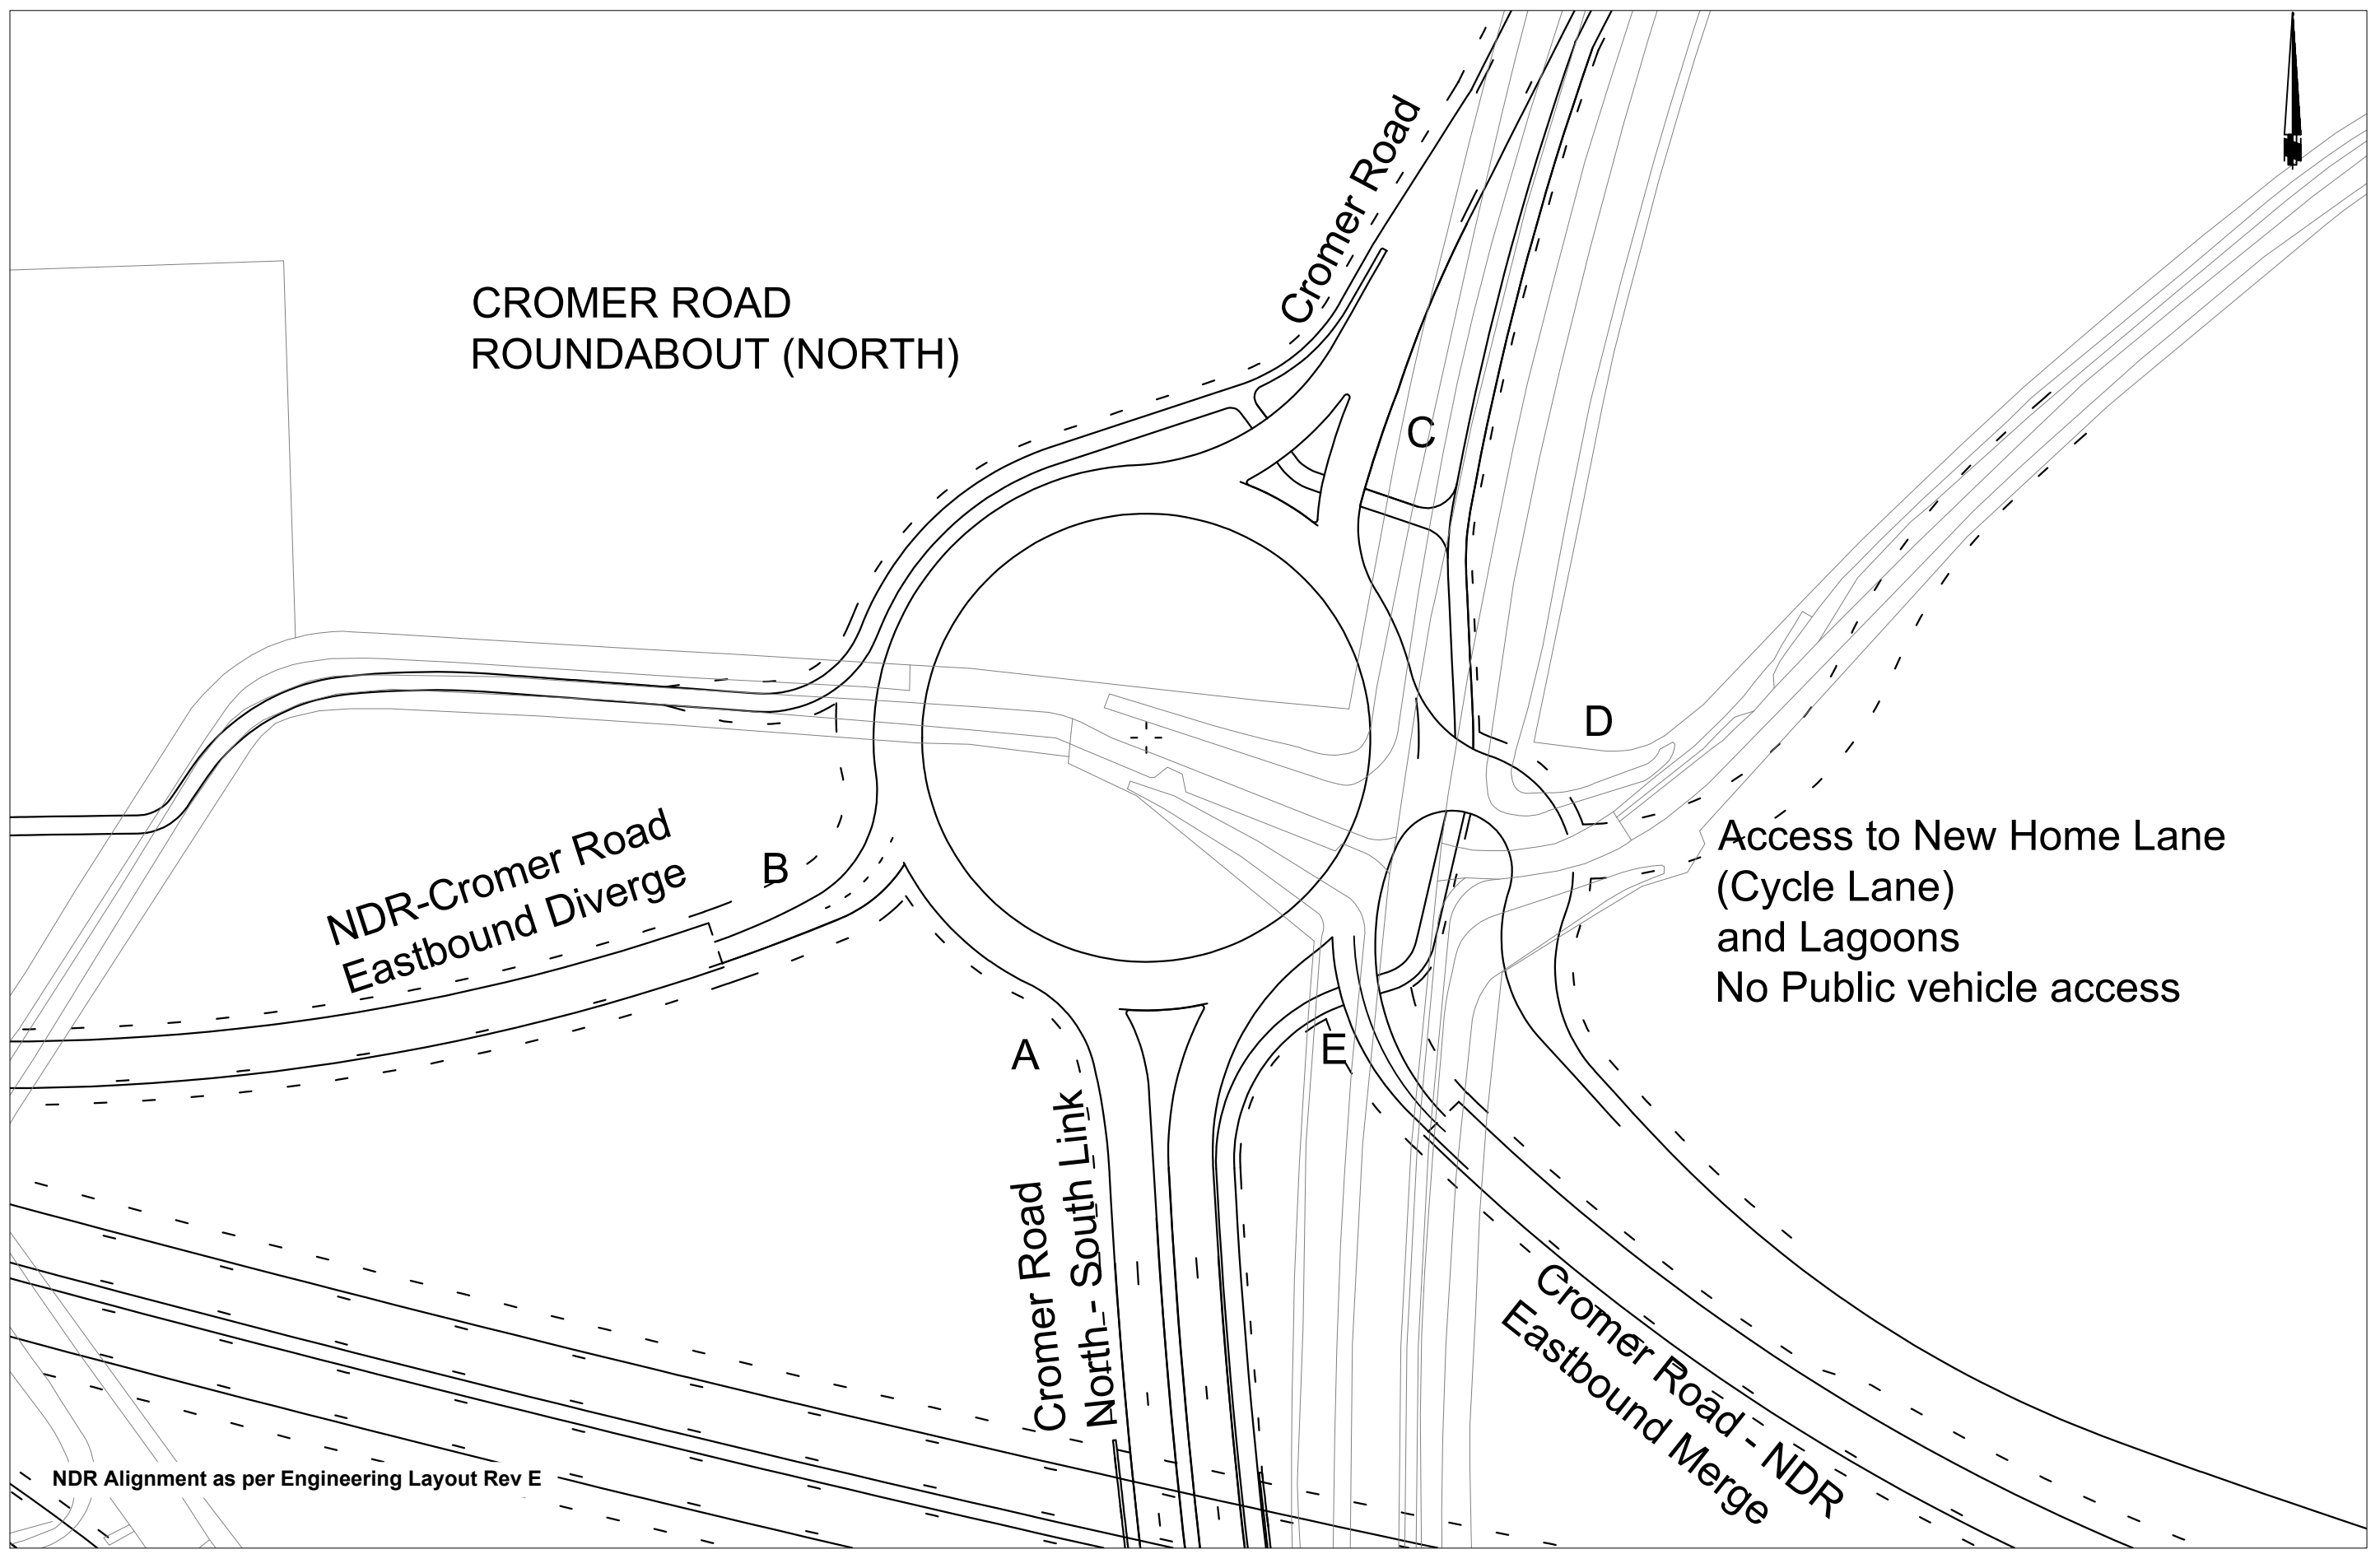 Cromer Road
CROMER ROAD
ROUNDABOUT (NORTH)
C
D
B
NDR-Cromer Road
Eastbound Diverge
Access to New Home Lane
(Cycle Lane)
and Lagoons
No Public vehicle access
A
E
Cromer Road
North - South Link
Cromer Road - NDR
Eastbound Merge
NDR Alignment as per Engineering Layout Rev E